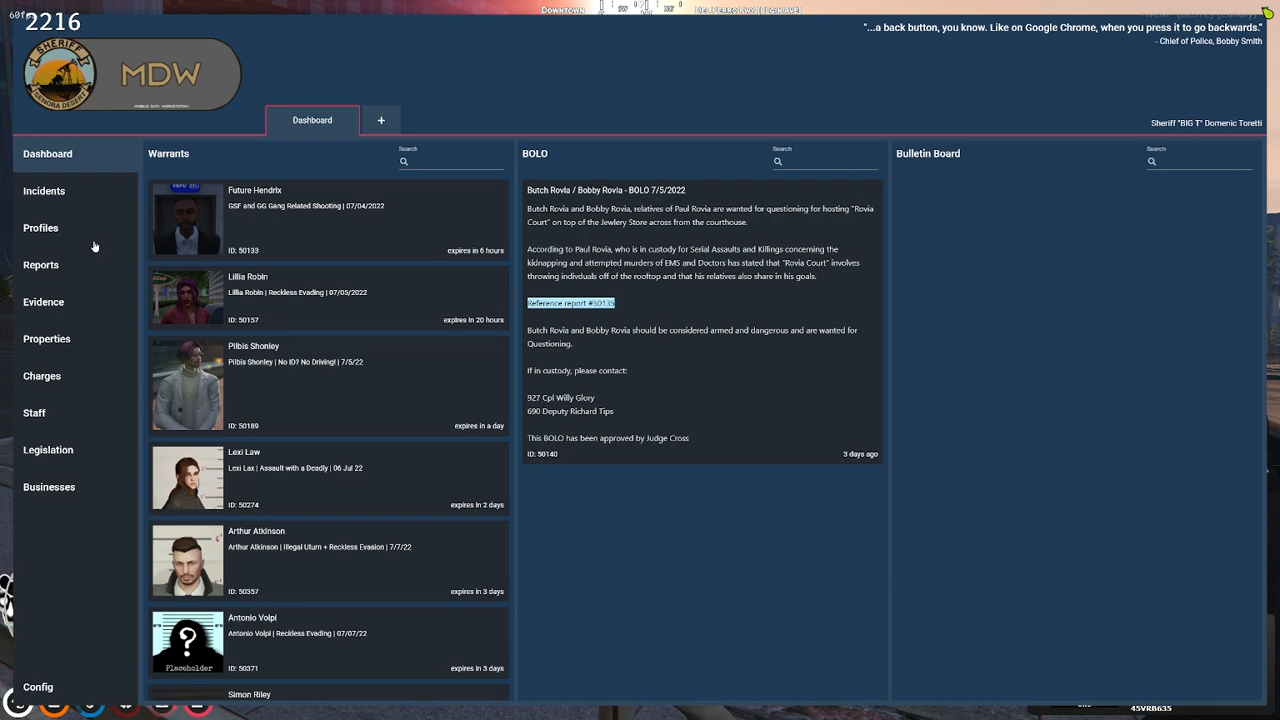 60f
2216
DOWNTOWN
SHERIFF
SENORA DESERT
MDW
MOBILE DATA WORKSTATION
"...a back button, you know. Like on Google Chrome, when you press it to go backwards."
- Chief of Police, Bobby Smith
Dashboard
+
Sheriff "BIG T" Domenic Toretti
Dashboard
Incidents
Profiles
Reports
Evidence
Properties
Charges
Staff
Legislation
Businesses
Config
Warrants
Search
Future Hendrix
GSF and GG Gang Related Shooting | 07/04/2022
ID: 50133
expires in 6 hours
Lillia Robin
Lillia Robin | Reckless Evading | 07/05/2022
ID: 50157
expires in 20 hours
Pilbis Shonley
Pilbis Shonley | No ID? No Driving! | 7/5/22
ID: 50189
expires in a day
Lexi Law
Lexi Lax | Assault with a Deadly | 06 Jul 22
ID: 50274
expires in 2 days
Arthur Atkinson
Arthur Atkinson | Illegal Uturn + Reckless Evasion | 7/7/22
ID: 50357
expires in 3 days
Antonio Volpi
Antonio Volpi | Reckless Evading | 07/07/22
Placeholder
ID: 50371
expires in 3 days
Simon Riley
BOLO
Search
Butch Rovia / Bobby Rovia - BOLO 7/5/2022
Butch Rovia and Bobby Rovia, relatives of Paul Rovia are wanted for questioning for hosting "Rovia
Court" on top of the Jewlery Store across from the courthouse.
According to Paul Rovia, who is in custody for Serial Assaults and Killings concerning the
kidnapping and attempted murders of EMS and Doctors has stated that "Rovia Court" involves
throwing individuals off of the rooftop and that his relatives also share in his goals.
Reference report #50135
Butch Rovia and Bobby Rovia should be considered armed and dangerous and are wanted for
Questioning.
If in custody, please contact:
927 Cpl Willy Glory
690 Deputy Richard Tips
This BOLO has been approved by Judge Cross
ID: 50140
3 days ago
Bulletin Board
Search
45VRB635